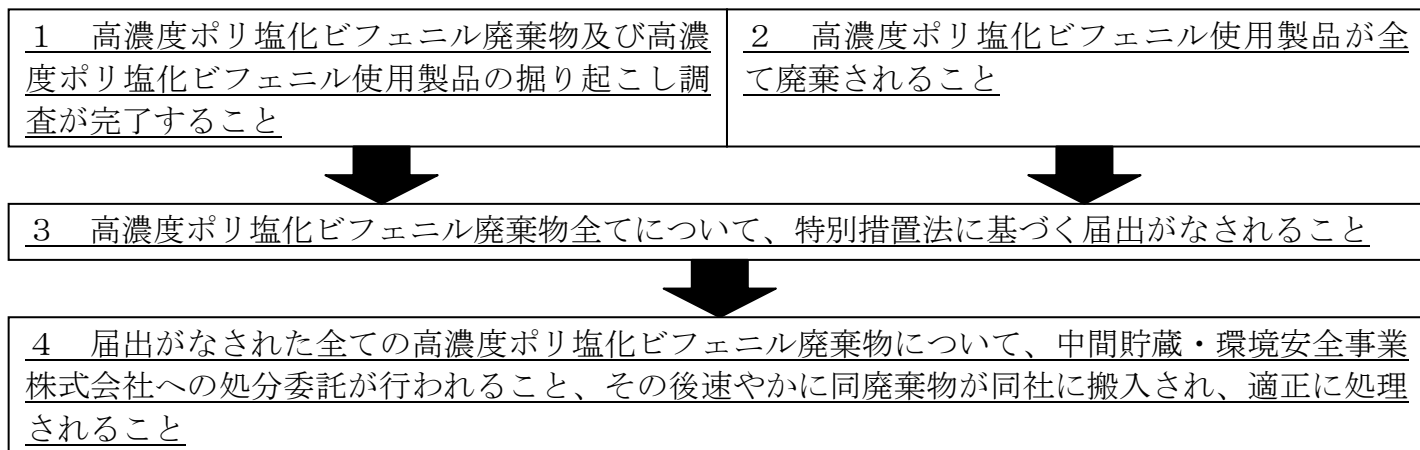 １　高濃度ポリ塩化ビフェニル廃棄物及び高濃
度ポリ塩化ビフェニル使用製品の掘り起こし調
査が完了すること
２　高濃度ポリ塩化ビフェニル使用製品が全
て廃棄されること
３　高濃度ポリ塩化ビフェニル廃棄物全てについて、特別措置法に基づく届出がなされること
４　届出がなされた全ての高濃度ポリ塩化ビフェニル廃棄物について、中間貯蔵・環境安全事業
株式会社への処分委託が行われること、その後速やかに同廃棄物が同社に搬入され、適正に処理
されること